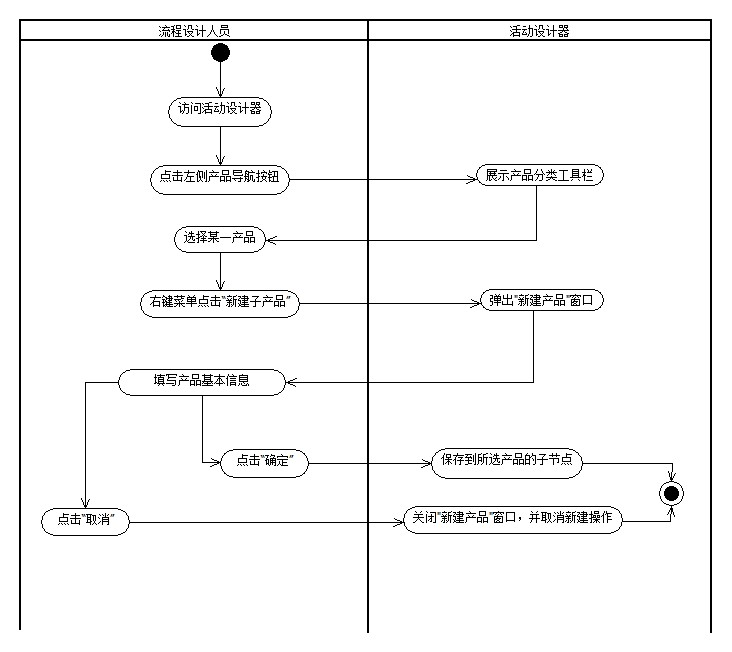 流程设计人员
活动设计器
访问活动设计器
点击左侧产品导航按钮
展示产品分类工具栏
选择某一产品
右键菜单点击“新建子产品”
弹出“新建产品”窗口
填写产品基本信息
点击“确定”
保存到所选产品的子节点
点击“取消”
关闭“新建产品”窗口，并取消新建操作